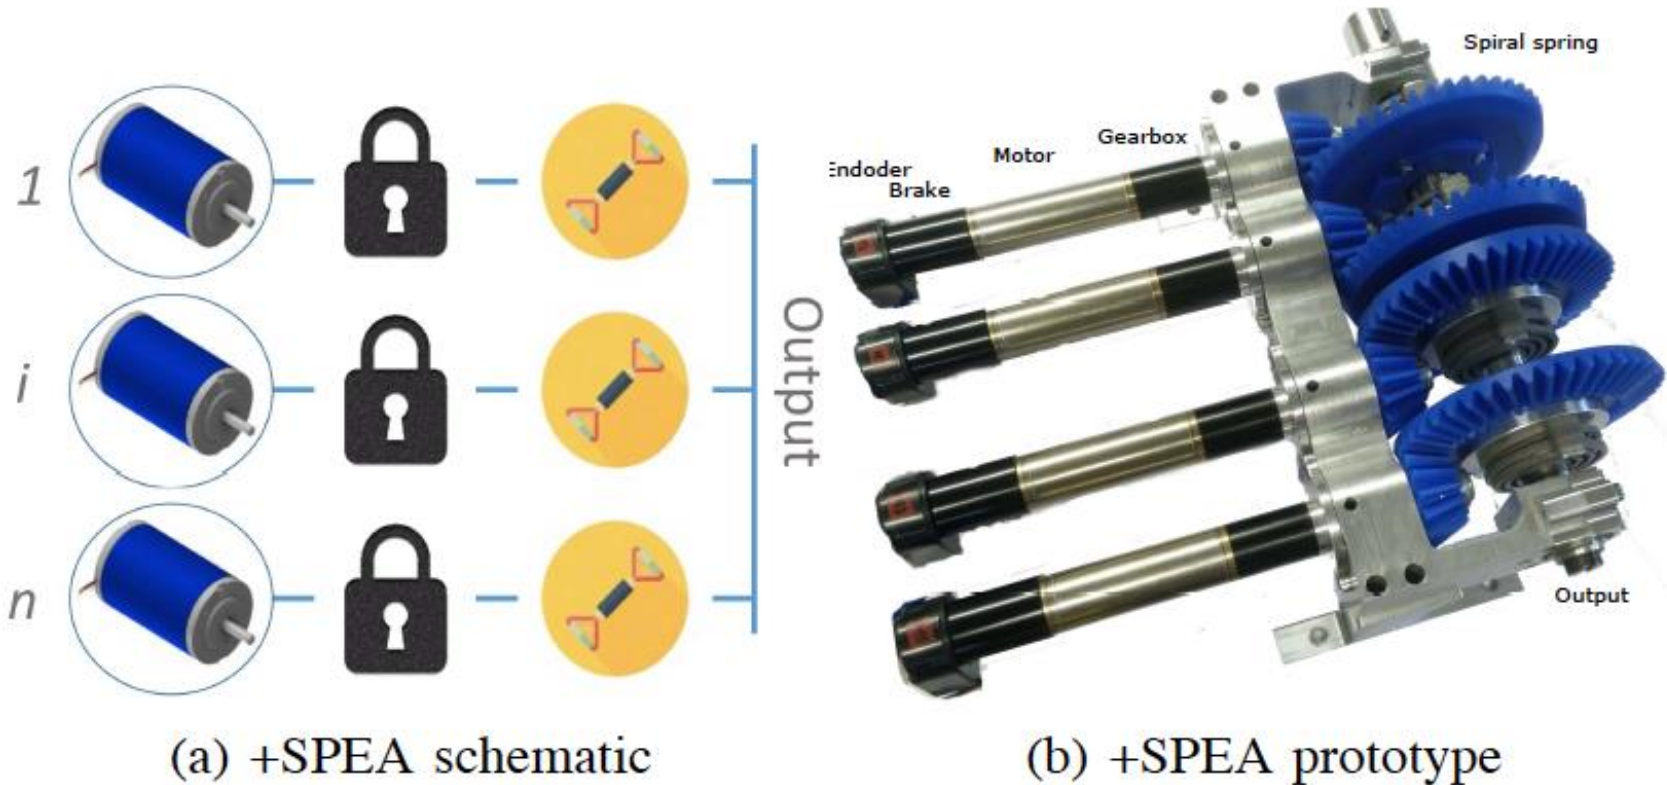 1
i
n
Output
Spiral spring
Gearbox
Motor
Endoder
Brake
Output
(a) +SPEA schematic
(b) +SPEA prototype